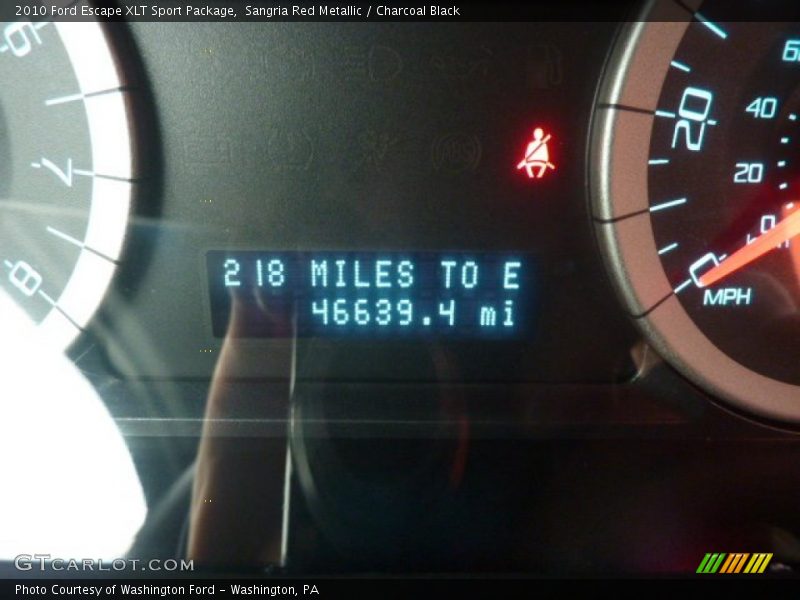 2010 Ford Escape XLT Sport Package,  Sangria Red Metallic / Charcoal Black
6
7
8
218 MILES TO E
46639.4 mi
60
40
20
20
0
0
MPH
GTCARLOT.COM
Photo Courtesy of Washington Ford - Washington, PA